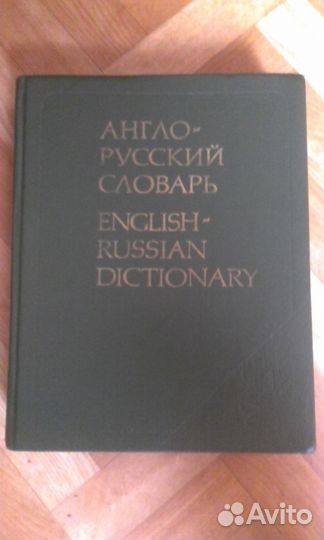 АНГЛО-
РУССКИЙ
СЛОВАРЬ
ENGLISH-
RUSSIAN
DICTIONARY
Avito